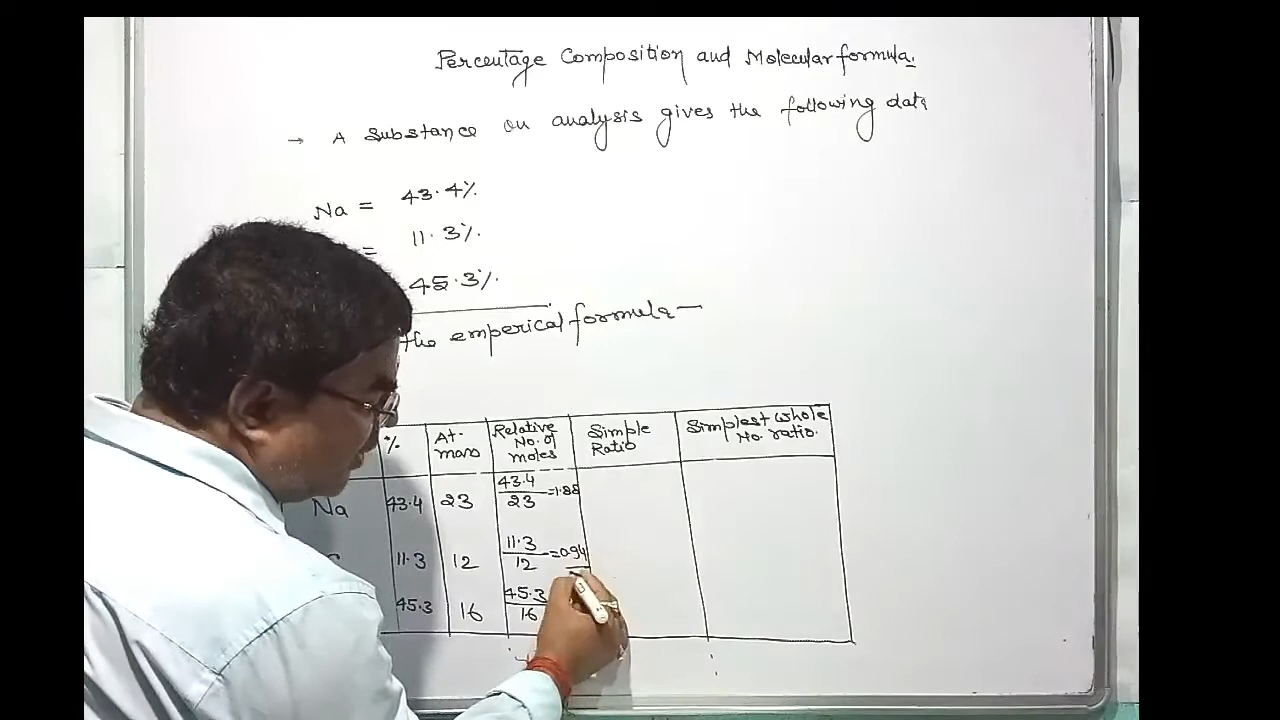 Percentage Composition and Molecular formula.
→ A substance on analysis gives the following data
Na = 43.4%
= 11.3%.
45.3%.
the emperical formula —
% At. mass Relative No. of moles Simple Ratio Simplest whole No. ratio.
Na 43.4 23 43.4/23 = 1.88
11.3 12 11.3/12 = 0.94
45.3 16 45.3/16